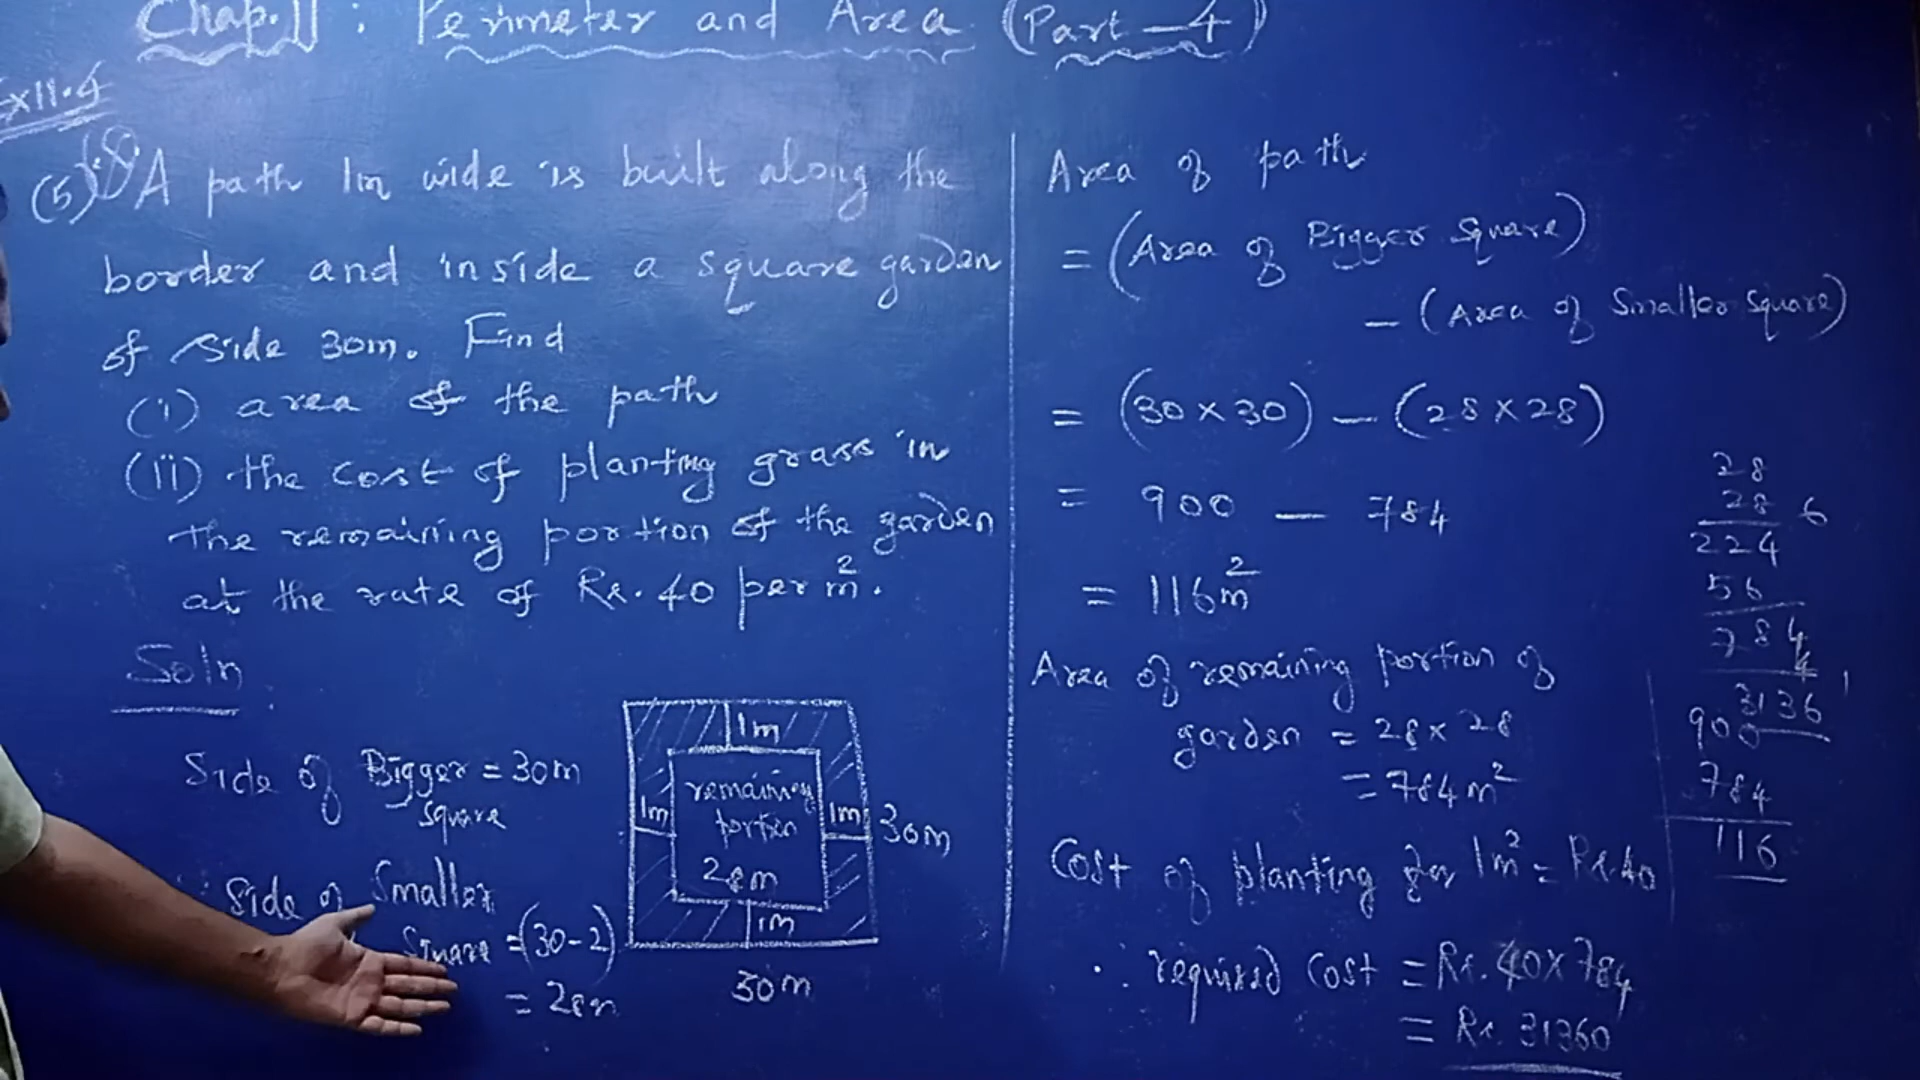 Chap.11 : Perimeter and Area (Part-4)
Ex 11.4
(5) A path 1m wide is built along the
border and inside a square garden
of side 30m. Find
(i) area of the path
(ii) the cost of planting grass in
the remaining portion of the garden
at the rate of Rs. 40 per m².
Soln
Side of Bigger = 30m
Square
Side of Smaller
Square = (30-2)
= 28m
1m
remaining
portion
1m
1m
30m
28m
1m
30m
Area of path
= (Area of Bigger Square)
- (Area of Smaller Square)
= (30 × 30) - (28 × 28)
= 900 - 784
= 116m²
Area of remaining portion of
garden = 28 × 28
= 784 m²
Cost of planting for 1m² = Rs.40
∴ required cost = Rs. 40 × 784
= Rs. 31360
28
28 6
224
56
784
4
3136
1
900
784
116